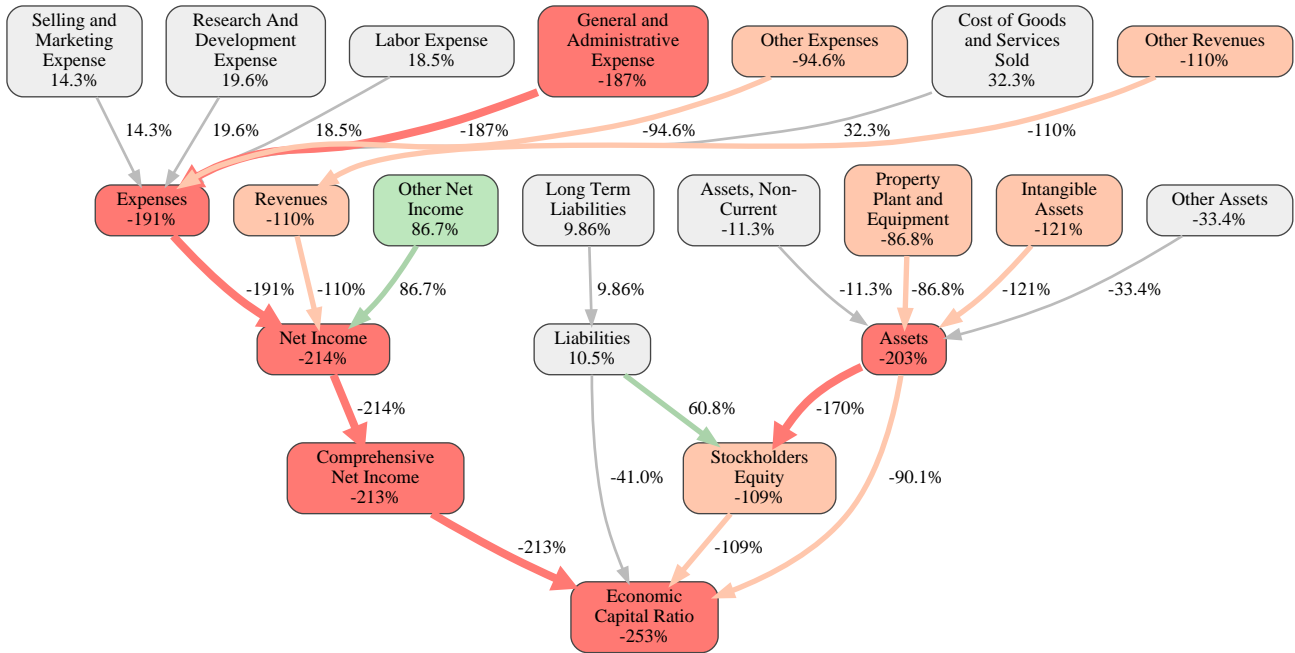 Selling and
Marketing
Expense
14.3%
Research And
Development
Expense
19.6%
Labor Expense
18.5%
General and
Administrative
Expense
-187%
Other Expenses
-94.6%
Cost of Goods
and Services
Sold
32.3%
Other Revenues
-110%
14.3%
19.6%
18.5%
-187%
-94.6%
32.3%
-110%
Expenses
-191%
Revenues
-110%
Other Net
Income
86.7%
Long Term
Liabilities
9.86%
Assets, Non-
Current
-11.3%
Property
Plant and
Equipment
-86.8%
Intangible
Assets
-121%
Other Assets
-33.4%
-191%
-110%
86.7%
9.86%
-11.3%
-86.8%
-121%
-33.4%
Net Income
-214%
Liabilities
10.5%
Assets
-203%
-214%
60.8%
-170%
Comprehensive
Net Income
-213%
-41.0%
Stockholders
Equity
-109%
-90.1%
-213%
-109%
Economic
Capital Ratio
-253%